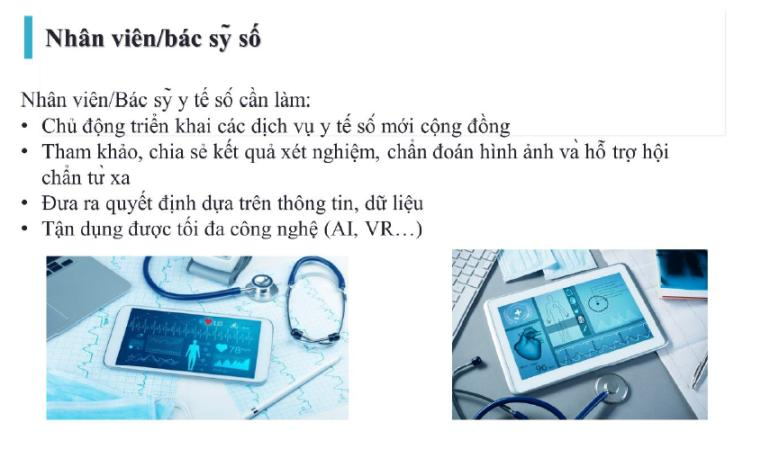 Nhân viên/bác sỹ số
Nhân viên/Bác sỹ y tế số cần làm:
• Chủ động triển khai các dịch vụ y tế số mới cộng đồng
• Tham khảo, chia sẻ kết quả xét nghiệm, chẩn đoán hình ảnh và hỗ trợ hội
chẩn từ xa
• Đưa ra quyết định dựa trên thông tin, dữ liệu
• Tận dụng được tối đa công nghệ (AI, VR…)